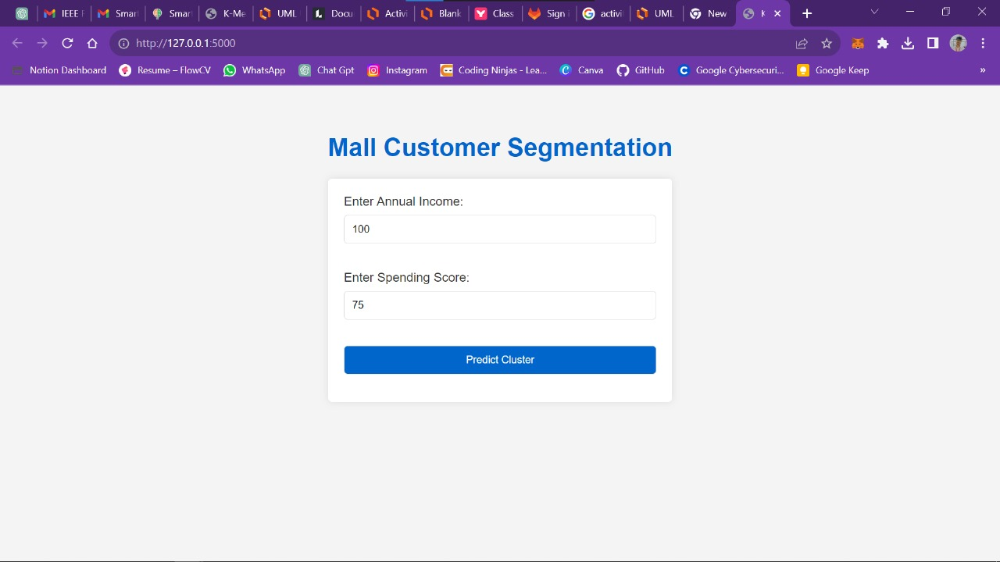 IEEE
Smar
Smar
K-Me
UML
Docu
Activi
Blank
Class
Sign i
activi
UML
New
http://127.0.0.1:5000
Notion Dashboard
Resume – FlowCV
WhatsApp
Chat Gpt
Instagram
Coding Ninjas - Lea...
Canva
GitHub
Google Cybersecuri...
Google Keep
»
Mall Customer Segmentation
Enter Annual Income:
100
Enter Spending Score:
75
Predict Cluster